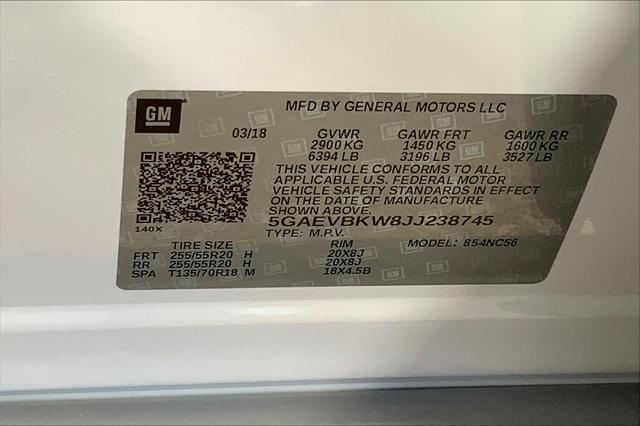 GM
MFD BY GENERAL MOTORS LLC
03/18 GVWR GAWR FRT GAWR RR
2900 KG 1450 KG 1600 KG
6394 LB 3196 LB 3527 LB
THIS VEHICLE CONFORMS TO ALL
APPLICABLE U.S. FEDERAL MOTOR
VEHICLE SAFETY STANDARDS IN EFFECT
ON THE DATE OF MANUFACTURE
SHOWN ABOVE.
5GAEVBKW8JJ238745
140X
TYPE: M.P.V. MODEL: 854NC56
TIRE SIZE RIM
FRT 255/55R20 H 20X8J
RR 255/55R20 H 20X8J
SPA T135/70R18 M 18X4.5B